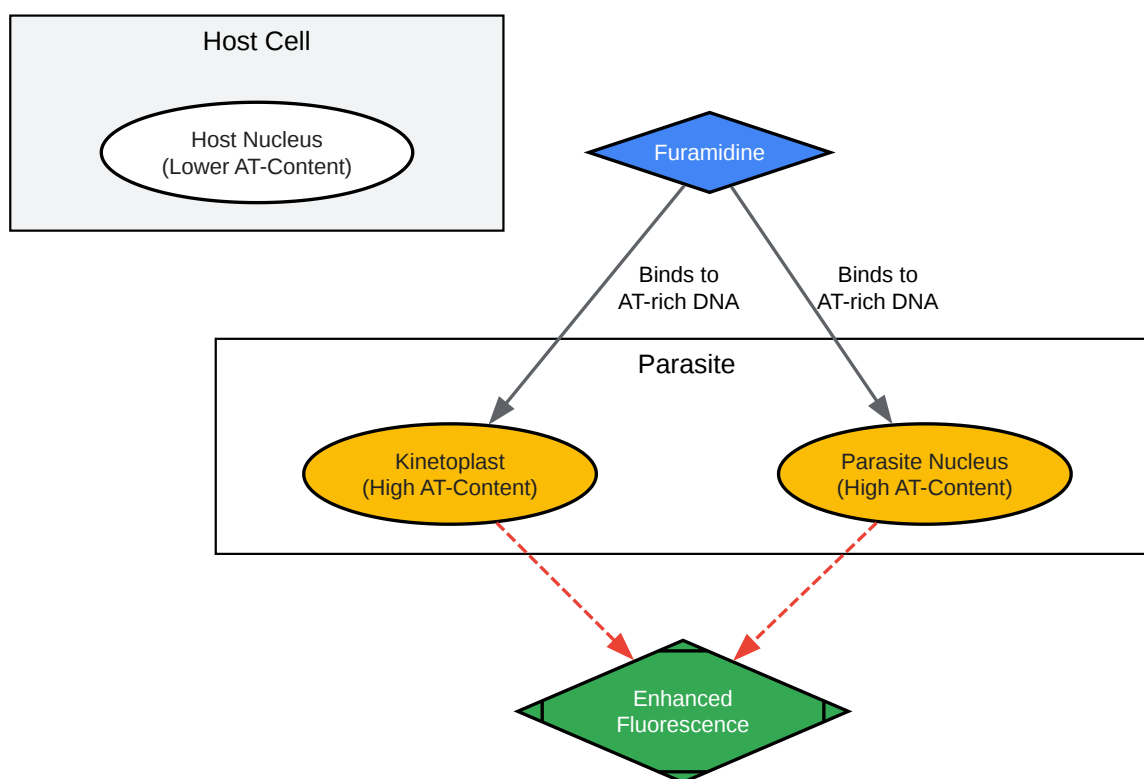 Host Cell
Host Nucleus
(Lower AT-Content)
Furamidine
Binds to
AT-rich DNA
Binds to
AT-rich DNA
Parasite
Kinetoplast
(High AT-Content)
Parasite Nucleus
(High AT-Content)
Enhanced
Fluorescence